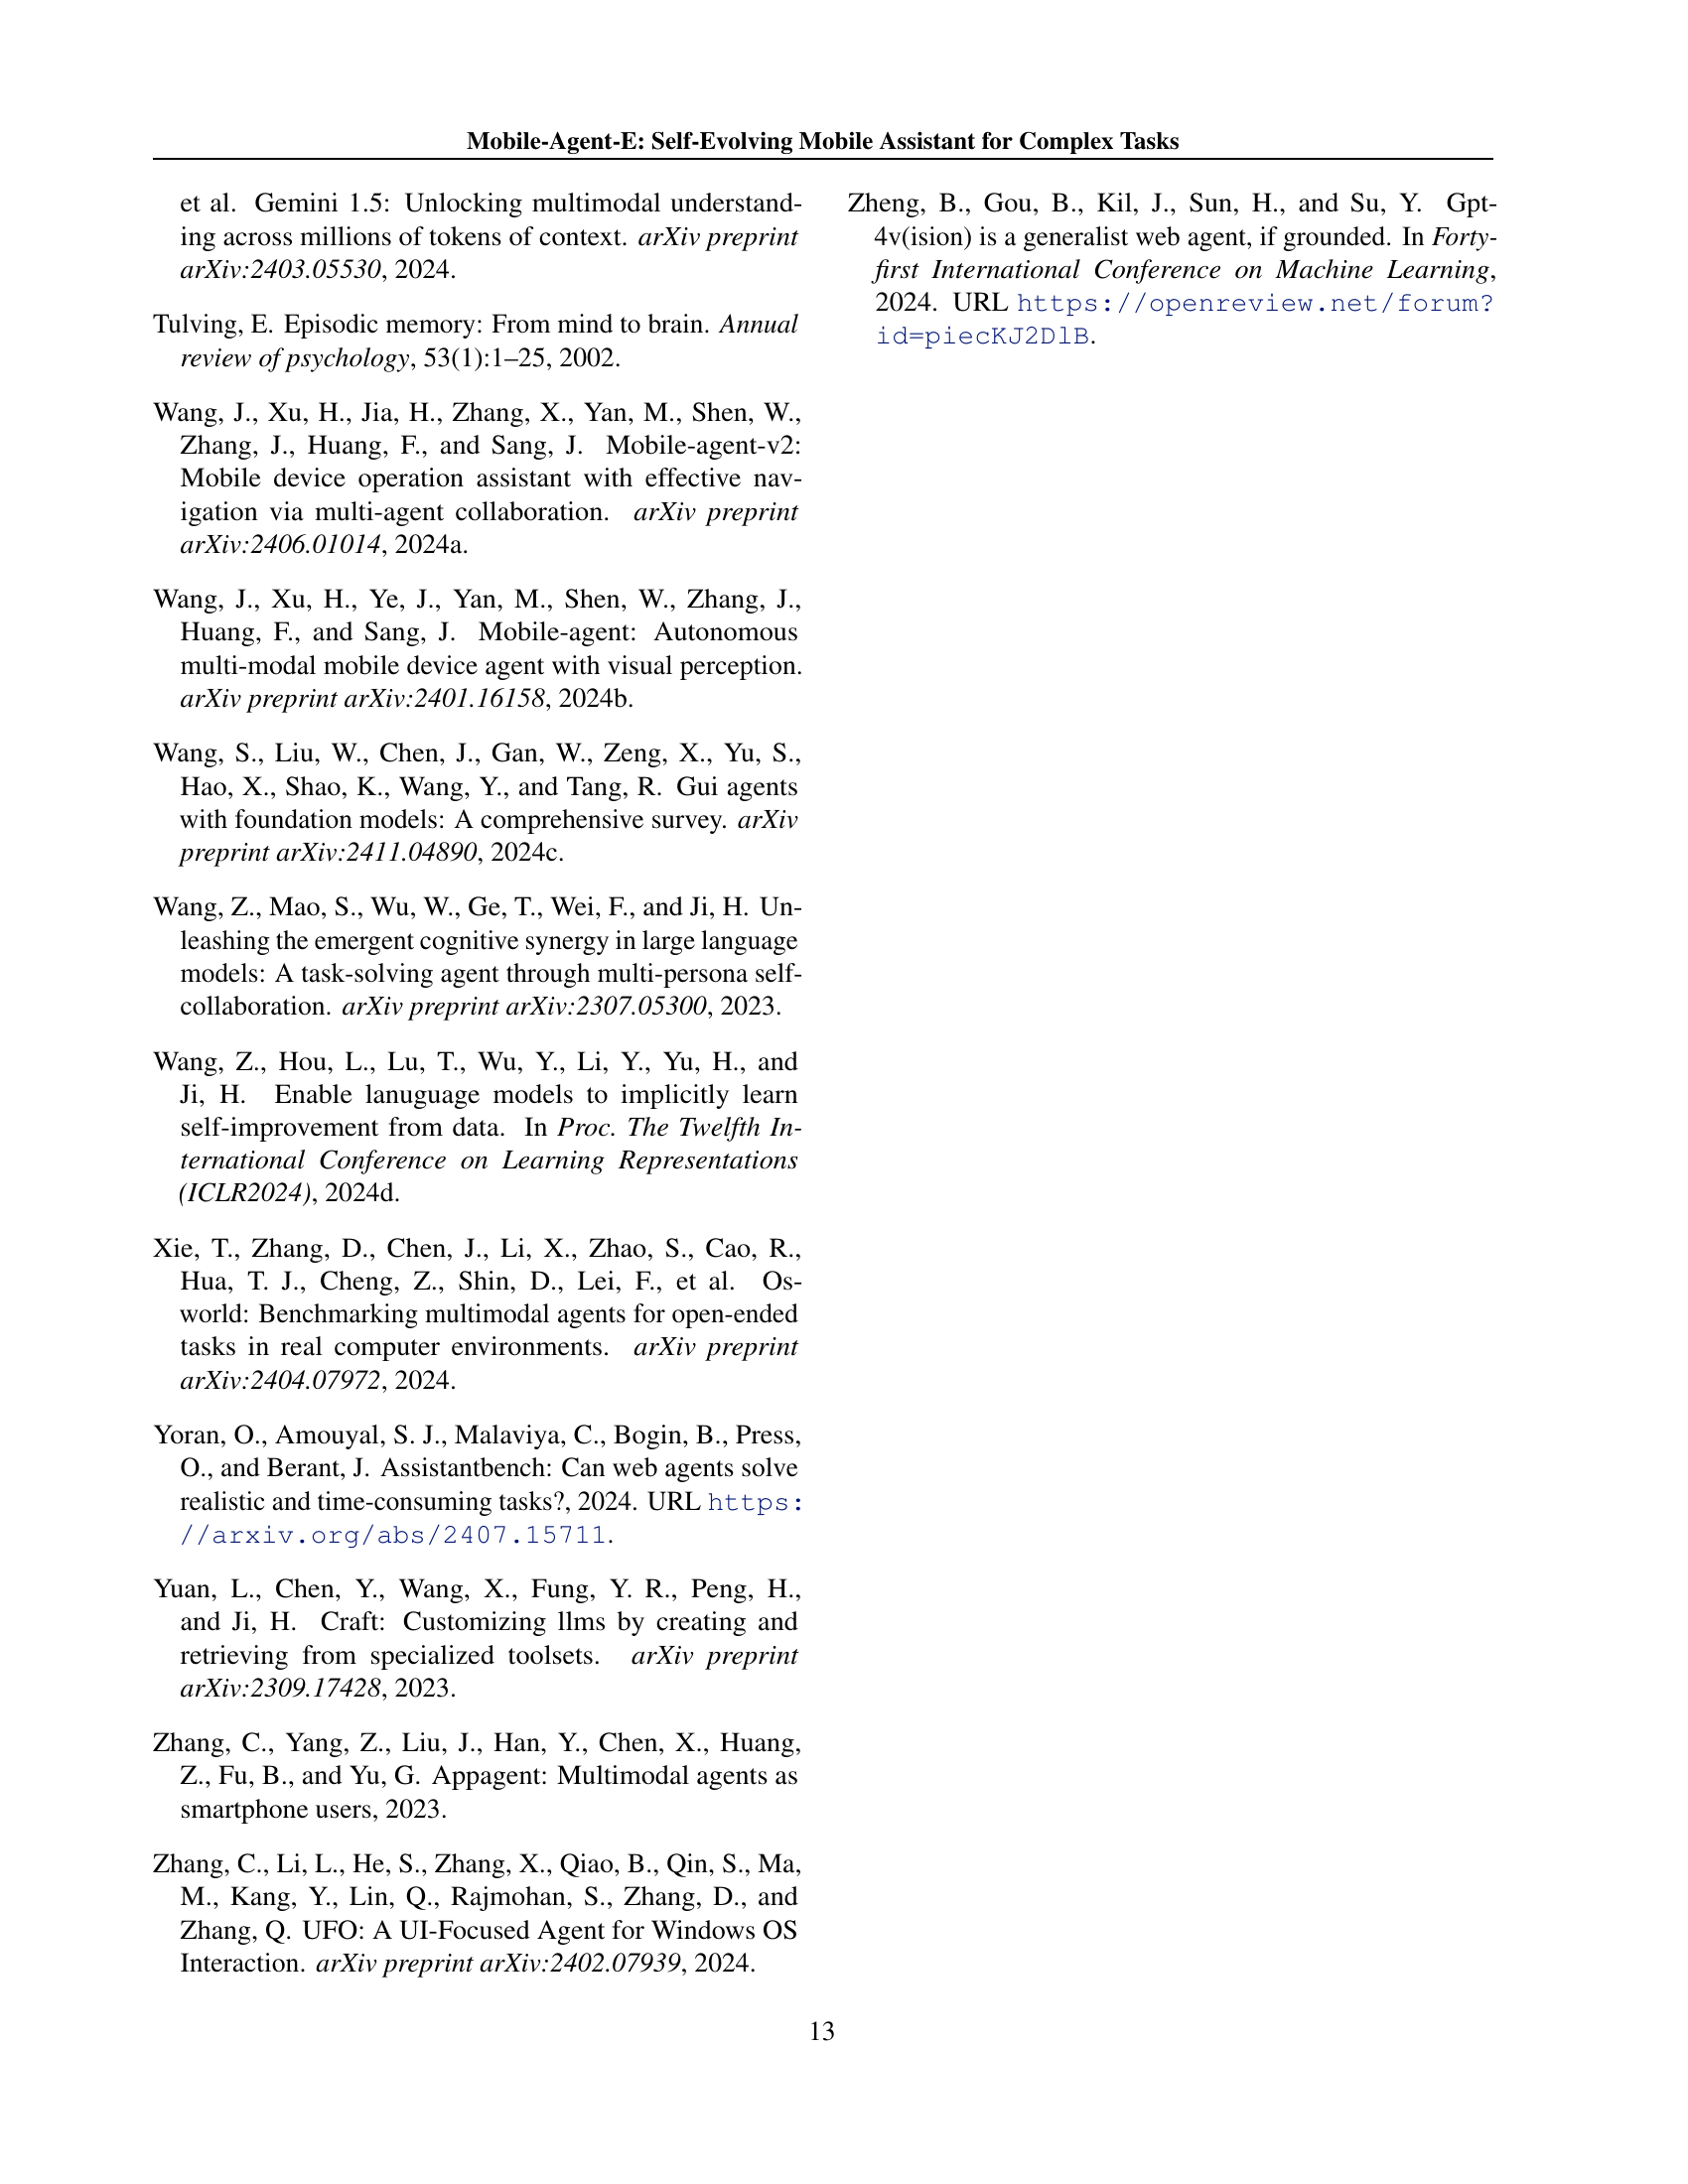 Mobile-Agent-E: Self-Evolving Mobile Assistant for Complex Tasks
et al. Gemini 1.5: Unlocking multimodal understand-
ing across millions of tokens of context. arXiv preprint
arXiv:2403.05530, 2024.
Tulving, E. Episodic memory: From mind to brain. Annual
review of psychology, 53(1):1–25, 2002.
Wang, J., Xu, H., Jia, H., Zhang, X., Yan, M., Shen, W.,
Zhang, J., Huang, F., and Sang, J. Mobile-agent-v2:
Mobile device operation assistant with effective nav-
igation via multi-agent collaboration. arXiv preprint
arXiv:2406.01014, 2024a.
Wang, J., Xu, H., Ye, J., Yan, M., Shen, W., Zhang, J.,
Huang, F., and Sang, J. Mobile-agent: Autonomous
multi-modal mobile device agent with visual perception.
arXiv preprint arXiv:2401.16158, 2024b.
Wang, S., Liu, W., Chen, J., Gan, W., Zeng, X., Yu, S.,
Hao, X., Shao, K., Wang, Y., and Tang, R. Gui agents
with foundation models: A comprehensive survey. arXiv
preprint arXiv:2411.04890, 2024c.
Wang, Z., Mao, S., Wu, W., Ge, T., Wei, F., and Ji, H. Un-
leashing the emergent cognitive synergy in large language
models: A task-solving agent through multi-persona self-
collaboration. arXiv preprint arXiv:2307.05300, 2023.
Wang, Z., Hou, L., Lu, T., Wu, Y., Li, Y., Yu, H., and
Ji, H. Enable lanuguage models to implicitly learn
self-improvement from data. In Proc. The Twelfth In-
ternational Conference on Learning Representations
(ICLR2024), 2024d.
Xie, T., Zhang, D., Chen, J., Li, X., Zhao, S., Cao, R.,
Hua, T. J., Cheng, Z., Shin, D., Lei, F., et al. Os-
world: Benchmarking multimodal agents for open-ended
tasks in real computer environments. arXiv preprint
arXiv:2404.07972, 2024.
Yoran, O., Amouyal, S. J., Malaviya, C., Bogin, B., Press,
O., and Berant, J. Assistantbench: Can web agents solve
realistic and time-consuming tasks?, 2024. URL https:
//arxiv.org/abs/2407.15711.
Yuan, L., Chen, Y., Wang, X., Fung, Y. R., Peng, H.,
and Ji, H. Craft: Customizing llms by creating and
retrieving from specialized toolsets. arXiv preprint
arXiv:2309.17428, 2023.
Zhang, C., Yang, Z., Liu, J., Han, Y., Chen, X., Huang,
Z., Fu, B., and Yu, G. Appagent: Multimodal agents as
smartphone users, 2023.
Zhang, C., Li, L., He, S., Zhang, X., Qiao, B., Qin, S., Ma,
M., Kang, Y., Lin, Q., Rajmohan, S., Zhang, D., and
Zhang, Q. UFO: A UI-Focused Agent for Windows OS
Interaction. arXiv preprint arXiv:2402.07939, 2024.
Zheng, B., Gou, B., Kil, J., Sun, H., and Su, Y. Gpt-
4v(ision) is a generalist web agent, if grounded. In Forty-
first International Conference on Machine Learning,
2024. URL https://openreview.net/forum?
id=piecKJ2DlB.
13